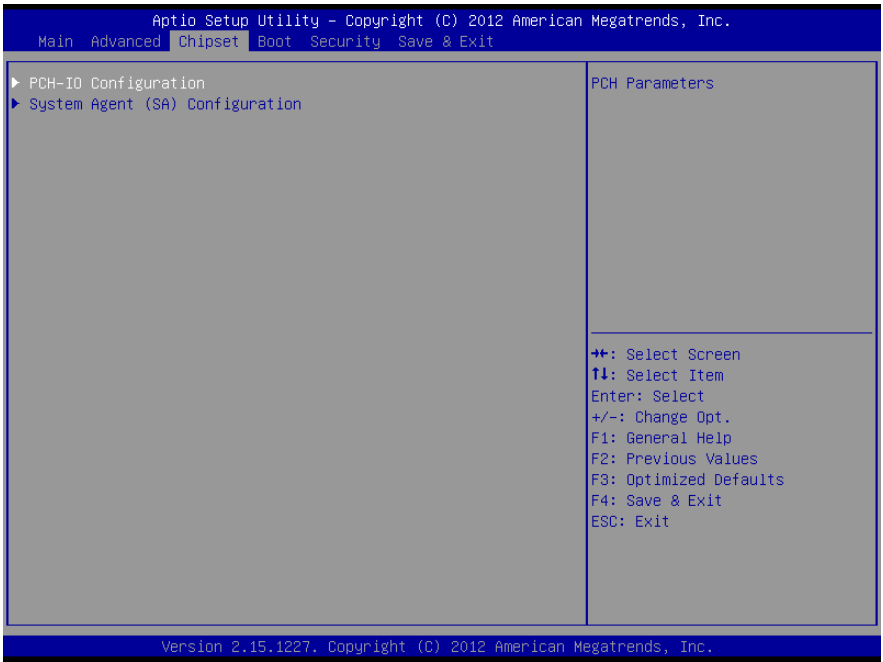 Aptio Setup Utility – Copyright (C) 2012 American Megatrends, Inc.
Main Advanced Chipset Boot Security Save & Exit
PCH-IO Configuration
System Agent (SA) Configuration
PCH Parameters
→←: Select Screen
↑↓: Select Item
Enter: Select
+/-: Change Opt.
F1: General Help
F2: Previous Values
F3: Optimized Defaults
F4: Save & Exit
ESC: Exit
Version 2.15.1227. Copyright (C) 2012 American Megatrends, Inc.